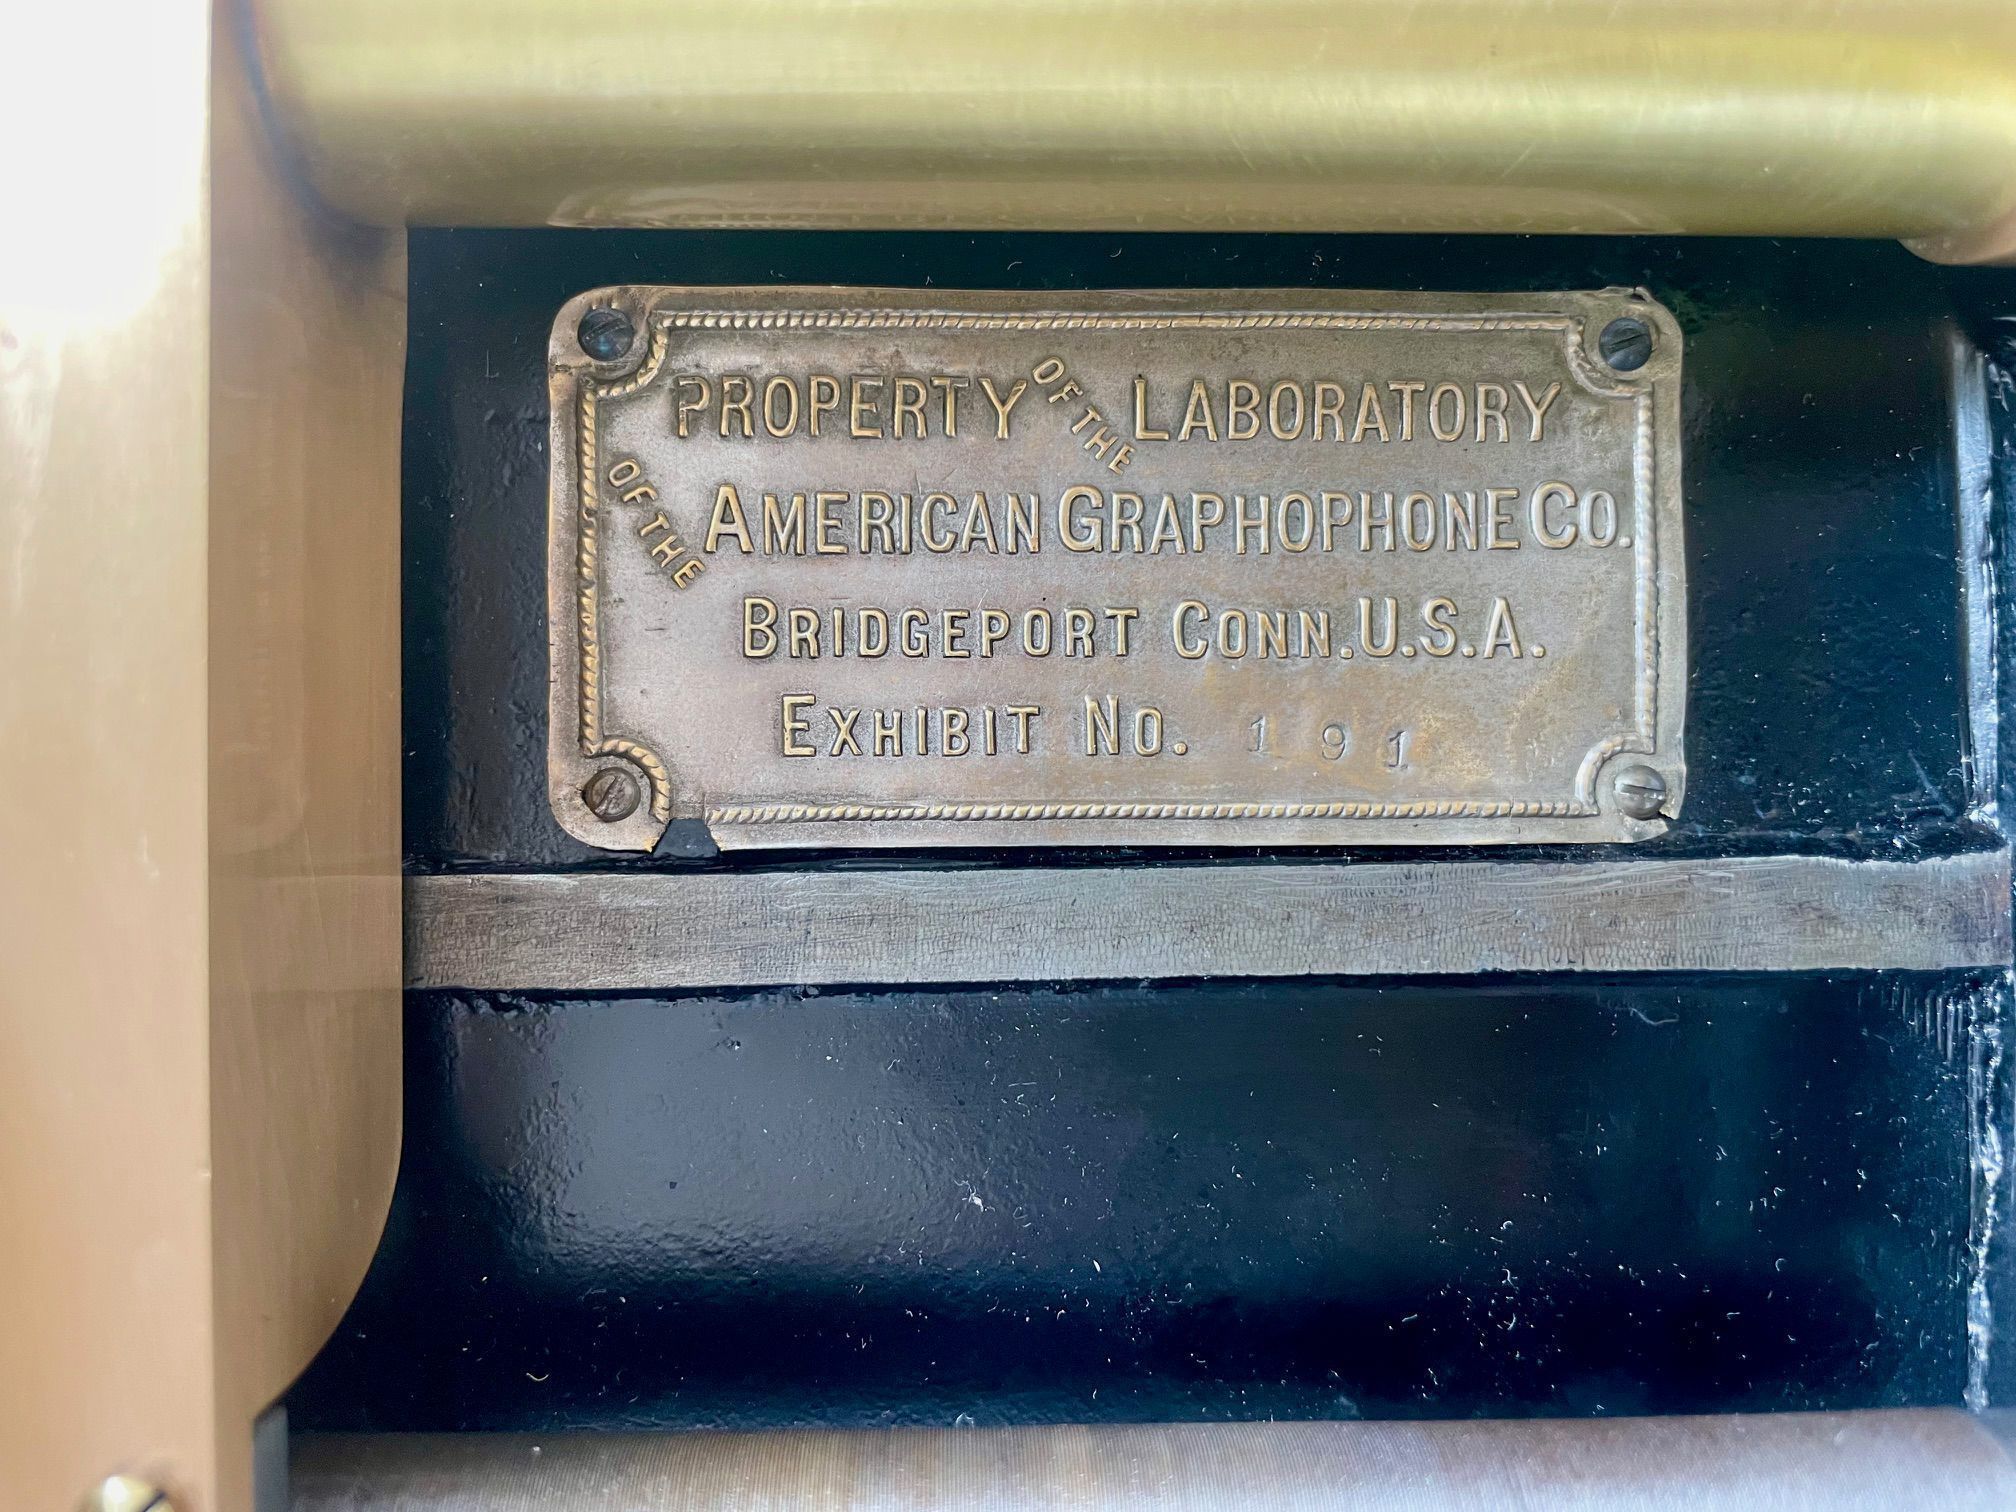 PROPERTY OF THE LABORATORY
OF THE AMERICAN GRAPHOPHONE CO.
BRIDGEPORT CONN. U.S.A.
EXHIBIT NO. 191